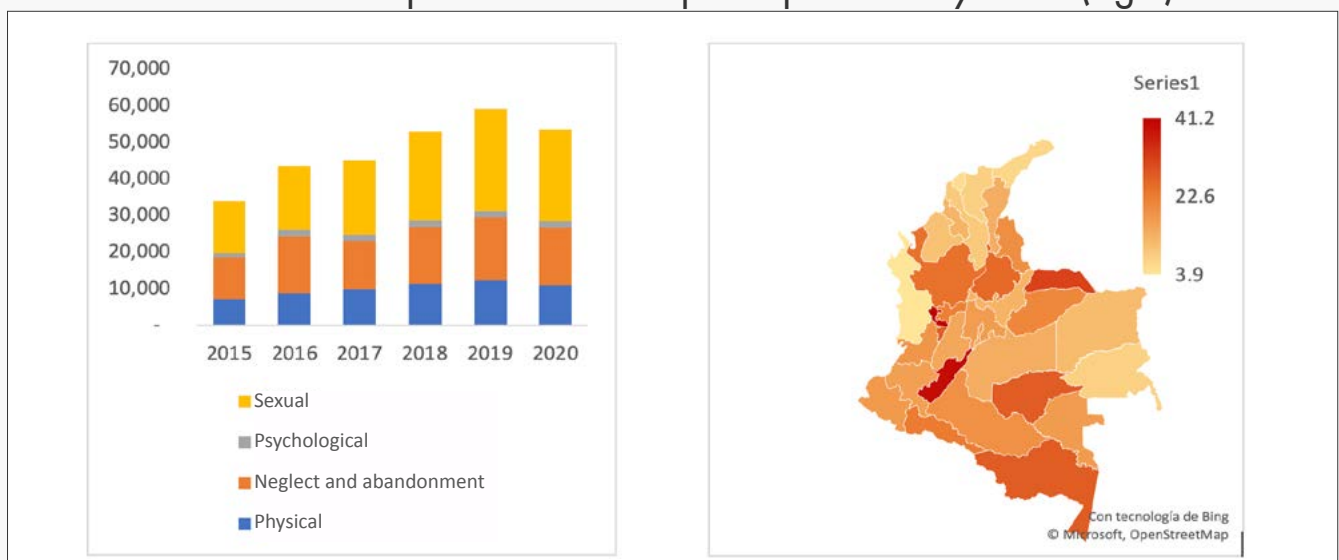 70,000
60,000
50,000
40,000
30,000
20,000
10,000
-
2015 2016 2017 2018 2019 2020
Sexual
Psychological
Neglect and abandonment
Physical
Series1
41.2
22.6
3.9
Con tecnología de Bing
© Microsoft, OpenStreetMap